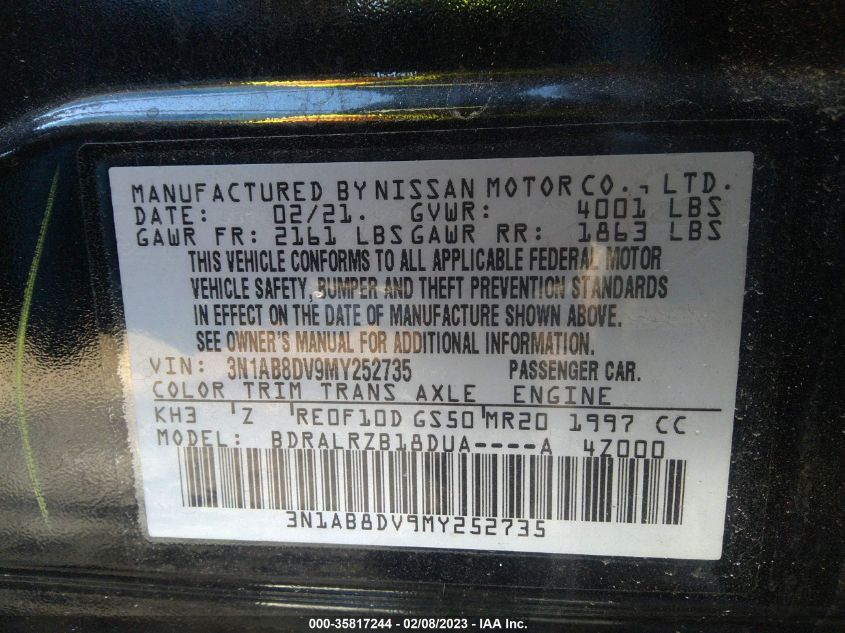 MANUFACTURED BY NISSAN MOTOR CO., LTD.
DATE: 02/21. GVWR: 4001 LBS
GAWR FR: 2161 LBS GAWR RR: 1863 LBS
THIS VEHICLE CONFORMS TO ALL APPLICABLE FEDERAL MOTOR
VEHICLE SAFETY, BUMPER AND THEFT PREVENTION STANDARDS
IN EFFECT ON THE DATE OF MANUFACTURE SHOWN ABOVE.
SEE OWNER'S MANUAL FOR ADDITIONAL INFORMATION.
VIN: 3N1AB8DV9MY252735 PASSENGER CAR.
COLOR TRIM TRANS AXLE ENGINE
KH3 Z RE0F10D GS50 MR20 1997 CC
MODEL: BDRALRZB18DUA----A 4Z000
3N1AB8DV9MY252735
000-35817244 — 02/08/2023 — IAA Inc.